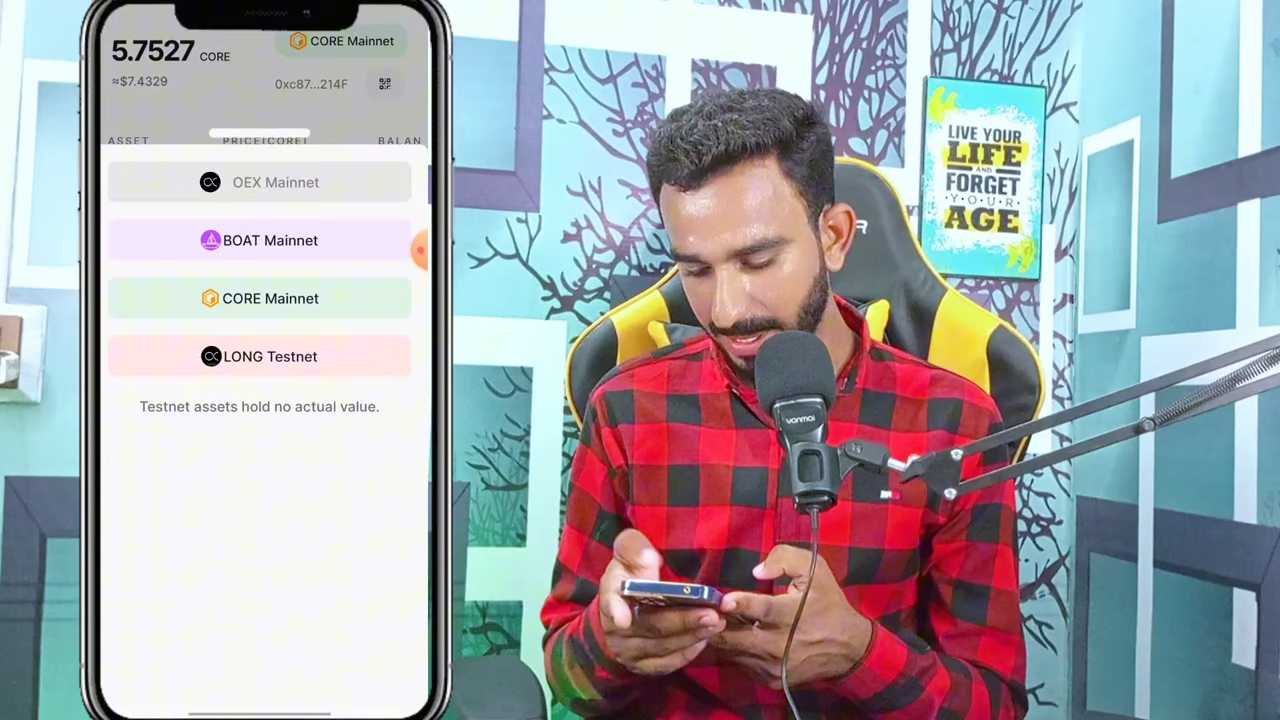 5.7527 CORE
CORE Mainnet
≈$7.4329
0xc87...214F
ASSET PRICE(CORE) BALAN
OEX Mainnet
BOAT Mainnet
CORE Mainnet
LONG Testnet
Testnet assets hold no actual value.
LIVE YOUR
LIFE
AND
FORGET
YOUR
AGE
R
vanmai